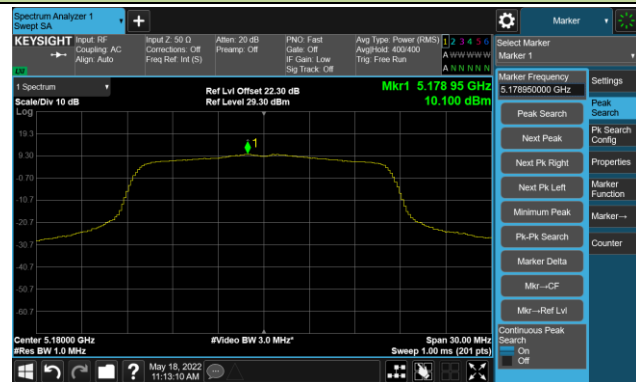 Spectrum Analyzer 1
Swept SA
+
Marker
KEYSIGHT
Input: RF
Coupling: AC
Align: Auto
Input Z: 50 Ω
Corrections: Off
Freq Ref: Int (S)
Atten: 20 dB
Preamp: Off
PNO: Fast
Gate: Off
IF Gain: Low
Sig Track: Off
Avg Type: Power (RMS)
Avg|Hold: 400/400
Trig: Free Run
1 2 3 4 5 6
A W W W W W
A N N N N N
LXI
Select Marker
Marker 1
1 Spectrum
Scale/Div 10 dB
Log
Ref Lvl Offset 22.30 dB
Ref Level 29.30 dBm
Mkr1 5.178 95 GHz
10.100 dBm
1
19.3
9.30
-0.70
-10.7
-20.7
-30.7
-40.7
-50.7
-60.7
Center 5.18000 GHz
#Res BW 1.0 MHz
#Video BW 3.0 MHz*
Span 30.00 MHz
Sweep 1.00 ms (201 pts)
Marker Frequency
5.178950000 GHz
Peak Search
Next Peak
Next Pk Right
Next Pk Left
Minimum Peak
Pk-Pk Search
Marker Delta
Mkr→CF
Mkr→Ref Lvl
Continuous Peak
Search
On
Off
Settings
Peak
Search
Pk Search
Config
Properties
Marker
Function
Marker→
Counter
?
May 18, 2022
11:13:10 AM